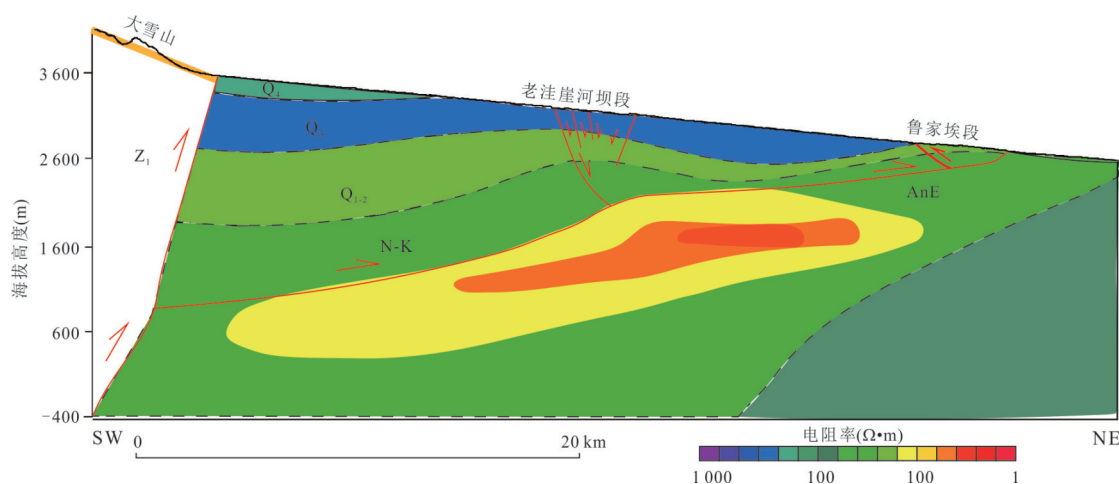 大雪山
3 600
Q₄
老洼崖河坝段
Q₃
鲁家埃段
2 600
Z₁
AnE
Q₁₋₂
1 600
N-K
海拔高度(m)
600
−400
SW
0
20 km
NE
电阻率(Ω•m)
1 000
100
100
1